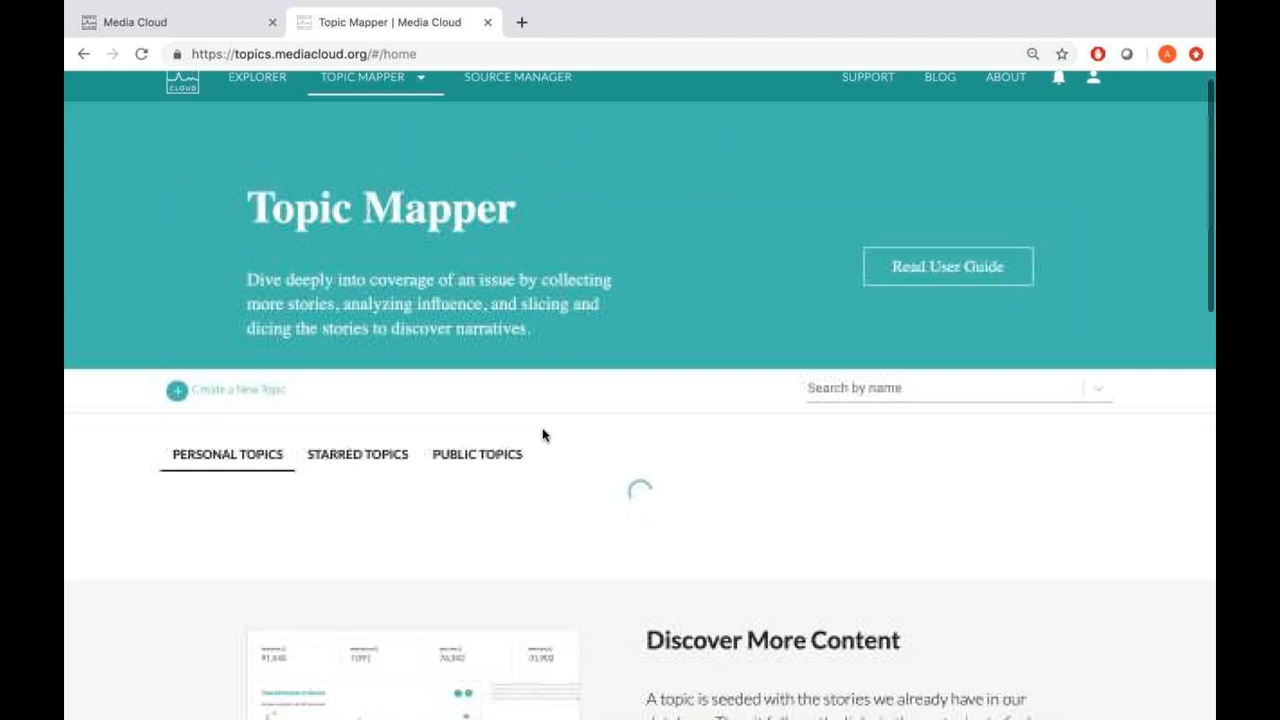 Media Cloud
Topic Mapper | Media Cloud
https://topics.mediacloud.org/#/home
A
CLOUD
EXPLORER
TOPIC MAPPER
SOURCE MANAGER
SUPPORT
BLOG
ABOUT
Topic Mapper
Dive deeply into coverage of an issue by collecting
more stories, analyzing influence, and slicing and
dicing the stories to discover narratives.
Read User Guide
Create a New Topic
Search by name
PERSONAL TOPICS
STARRED TOPICS
PUBLIC TOPICS
Discover More Content
A topic is seeded with the stories we already have in our